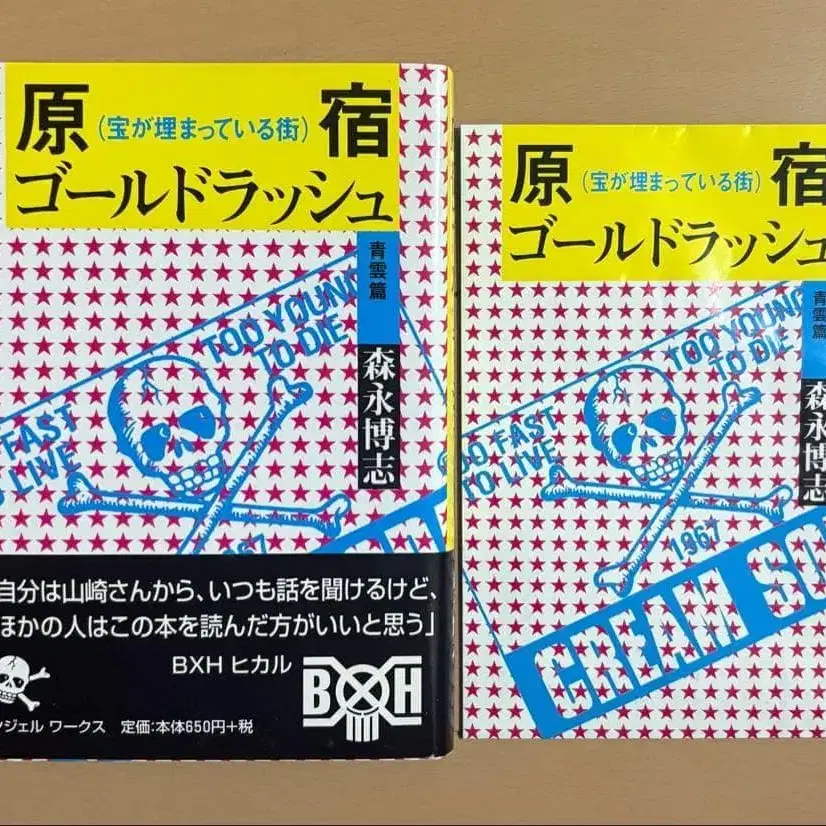 原（宝が埋まっている街）宿
ゴールドラッシュ
青雲篇
森永博志
TOO YOUNG
TO DIE
FAST
LIVE
自分は山崎さんから、いつも話を聞けるけど、
ほかの人はこの本を読んだ方がいいと思う」
BXH ヒカル
BXH
ンジェル ワークス 定価:本体650円+税
原（宝が埋まっている街）宿
ゴールドラッシュ
青雲篇
森永博志
TOO YOUNG
TO DIE
OO FAST
TO LIVE
1967
CREAM SO